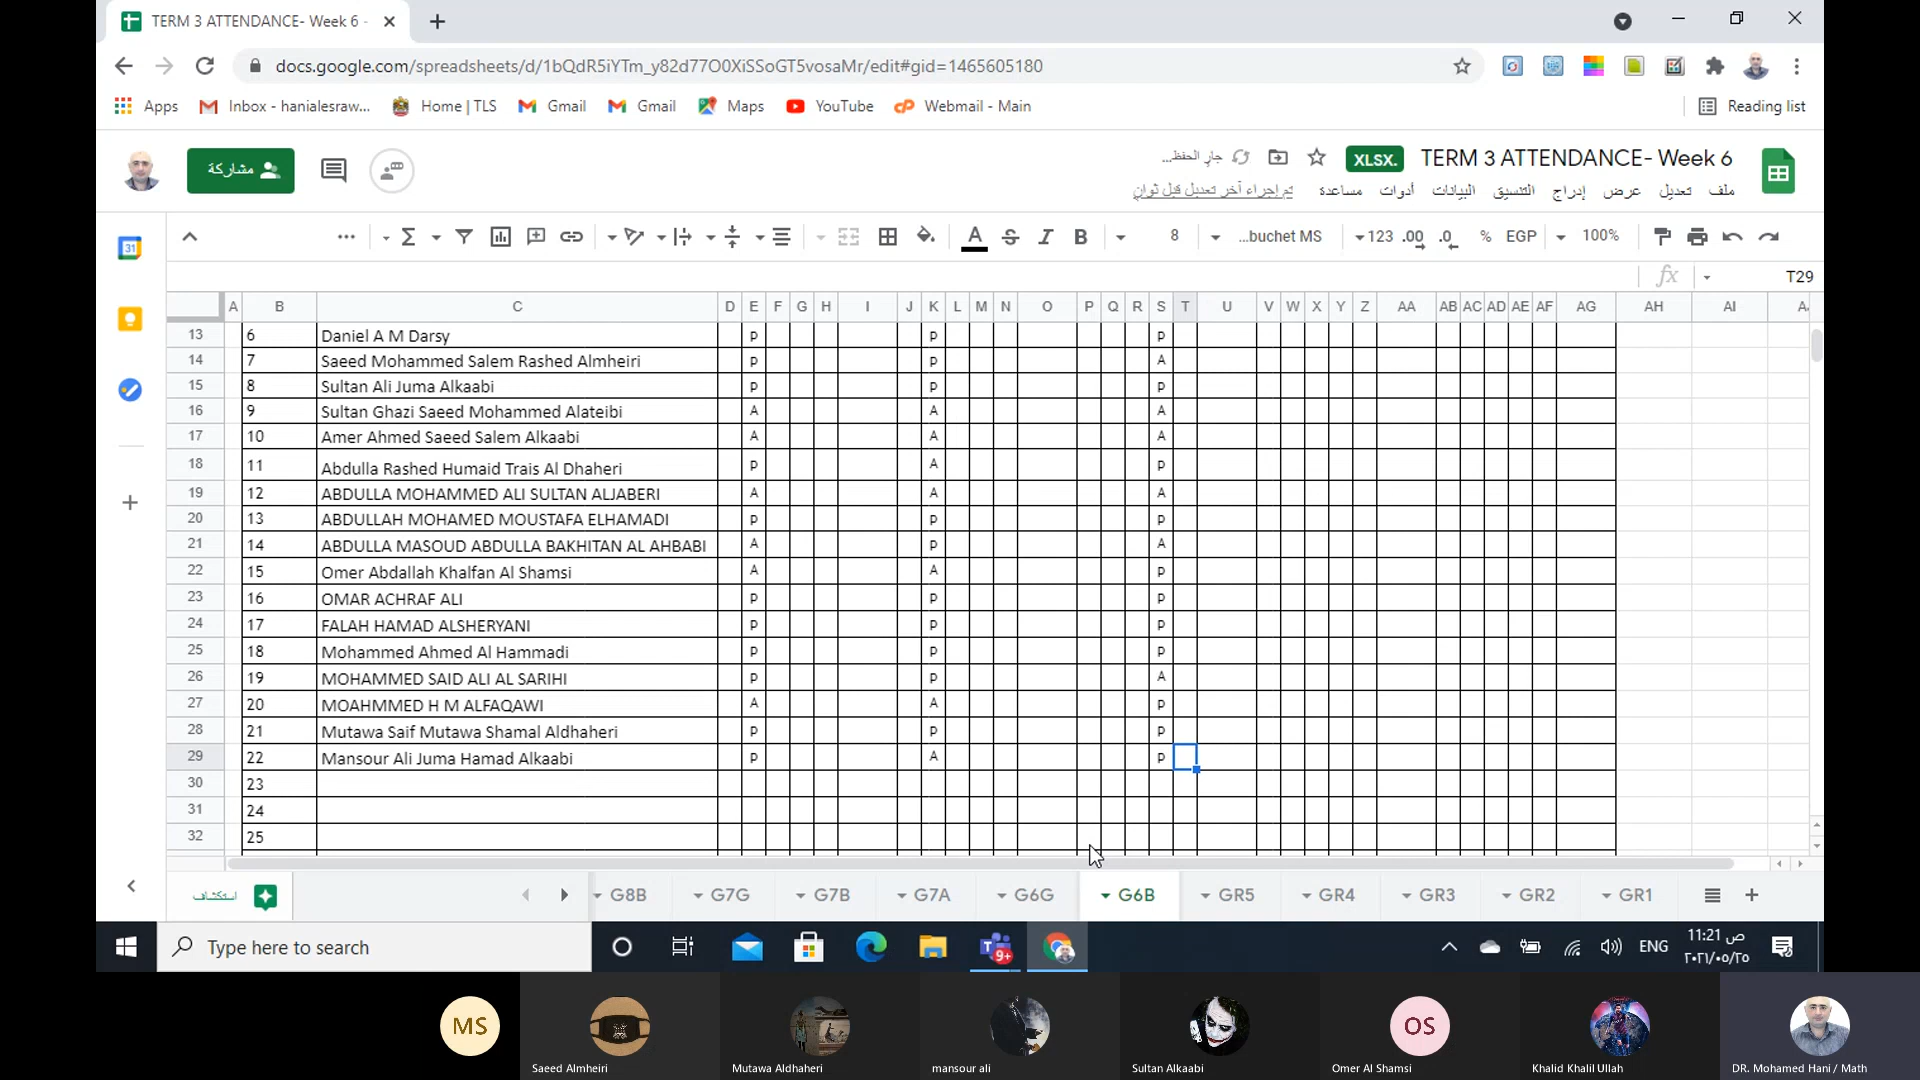 TERM 3 ATTENDANCE- Week 6 -
docs.google.com/spreadsheets/d/1bQdR5iYTm_y82d77O0XiSSoGT5vosaMr/edit#gid=1465605180
Apps Inbox - hanialesraw... Home | TLS Gmail Gmail Maps YouTube Webmail - Main Reading list
مشاركة
جارٍ الحفظ...
XLSX.
TERM 3 ATTENDANCE- Week 6
ملف تعديل عرض إدراج التنسيق البيانات أدوات مساعدة تم إجراء آخر تعديل قبل ثوانٍ
31 Σ A S I B 8 ...buchet MS 123 .00 .0 % EGP 100%
fx T29
A B C D E F G H I J K L M N O P Q R S T U V W X Y Z AA AB AC AD AE AF AG AH AI
13 6 Daniel A M Darsy p p p
14 7 Saeed Mohammed Salem Rashed Almheiri p p A
15 8 Sultan Ali Juma Alkaabi p p p
16 9 Sultan Ghazi Saeed Mohammed Alateibi A A A
17 10 Amer Ahmed Saeed Salem Alkaabi A A A
18 11 Abdulla Rashed Humaid Trais Al Dhaheri p A p
19 12 ABDULLA MOHAMMED ALI SULTAN ALJABERI A A A
20 13 ABDULLAH MOHAMED MOUSTAFA ELHAMADI p p p
21 14 ABDULLA MASOUD ABDULLA BAKHITAN AL AHBABI A p A
22 15 Omer Abdallah Khalfan Al Shamsi A A p
23 16 OMAR ACHRAF ALI p p p
24 17 FALAH HAMAD ALSHERYANI p p p
25 18 Mohammed Ahmed Al Hammadi p p p
26 19 MOHAMMED SAID ALI AL SARIHI p p A
27 20 MOAHMMED H M ALFAQAWI A A p
28 21 Mutawa Saif Mutawa Shamal Aldhaheri p p p
29 22 Mansour Ali Juma Hamad Alkaabi p A p
30 23
31 24
32 25
استكشاف G8B G7G G7B G7A G6G G6B GR5 GR4 GR3 GR2 GR1
Type here to search 9+ ENG
11:21 ص
٢٠٢١/٠٥/٢٥
MS OS
Saeed Almheiri Mutawa Aldhaheri mansour ali Sultan Alkaabi Omer Al Shamsi Khalid Khalil Ullah DR. Mohamed Hani / Math